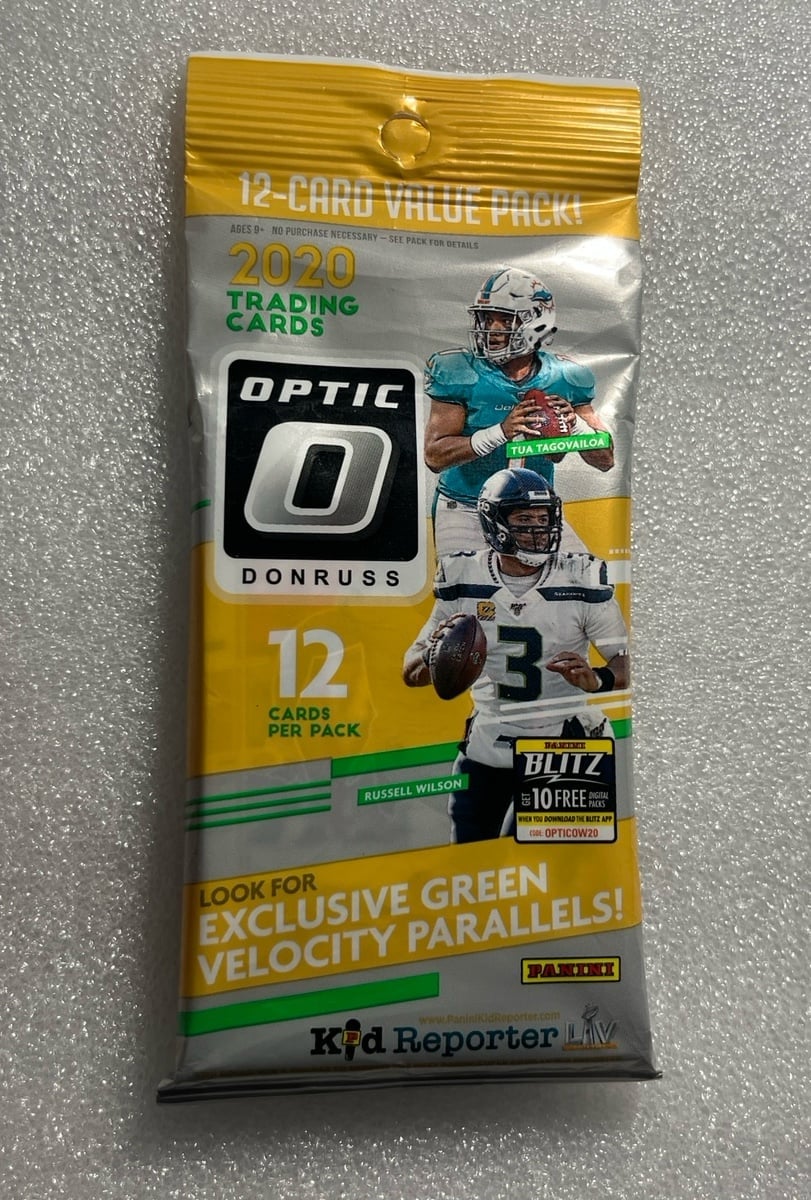 12-CARD VALUE PACK!
AGES 9+ NO PURCHASE NECESSARY — SEE PACK FOR DETAILS
2020
TRADING
CARDS
OPTIC
O
DONRUSS
TUA TAGOVAILOA
SEAHAWKS
3
12
CARDS
PER PACK
RUSSELL WILSON
PANINI
BLITZ
GET 10 FREE DIGITAL PACKS
WHEN YOU DOWNLOAD THE BLITZ APP
CODE: OPTICOW20
LOOK FOR
EXCLUSIVE GREEN
VELOCITY PARALLELS!
PANINI
www.PaniniKidReporter.com
Kid Reporter LIV